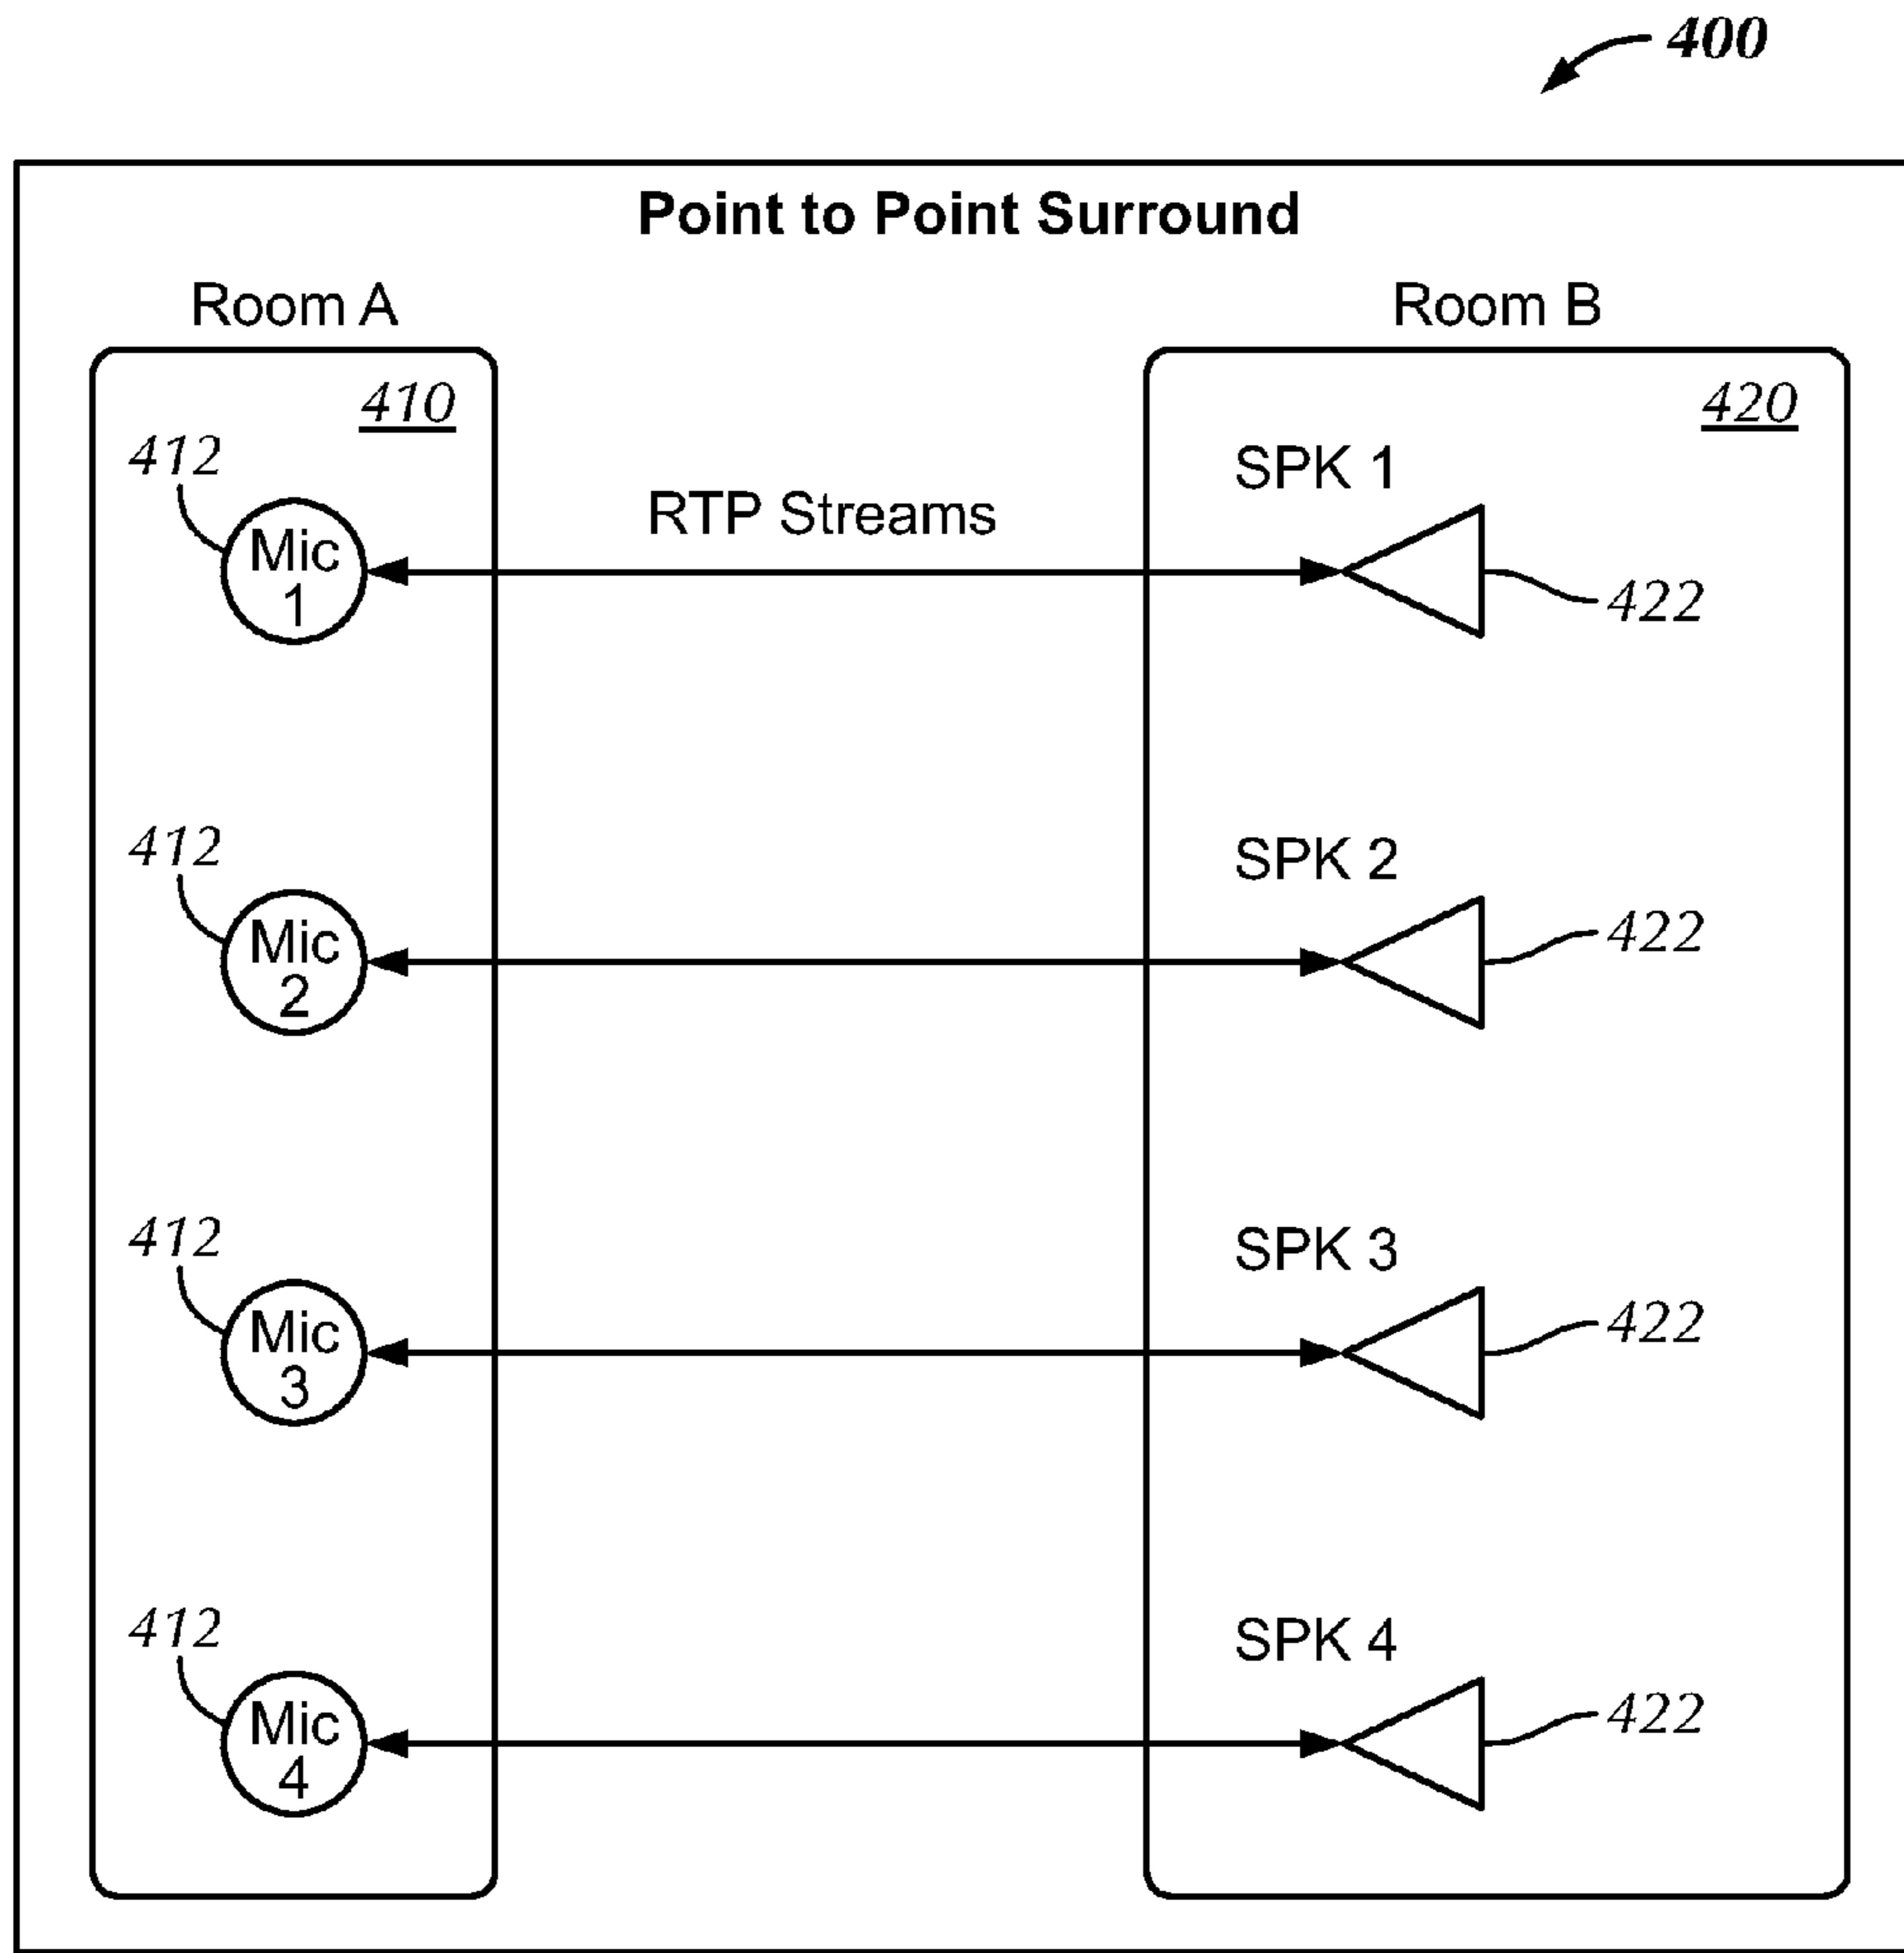 400
Point to Point Surround
Room A
Room B
410
420
412
Mic
1
RTP Streams
SPK 1
422
412
Mic
2
SPK 2
422
412
Mic
3
SPK 3
422
412
Mic
4
SPK 4
422